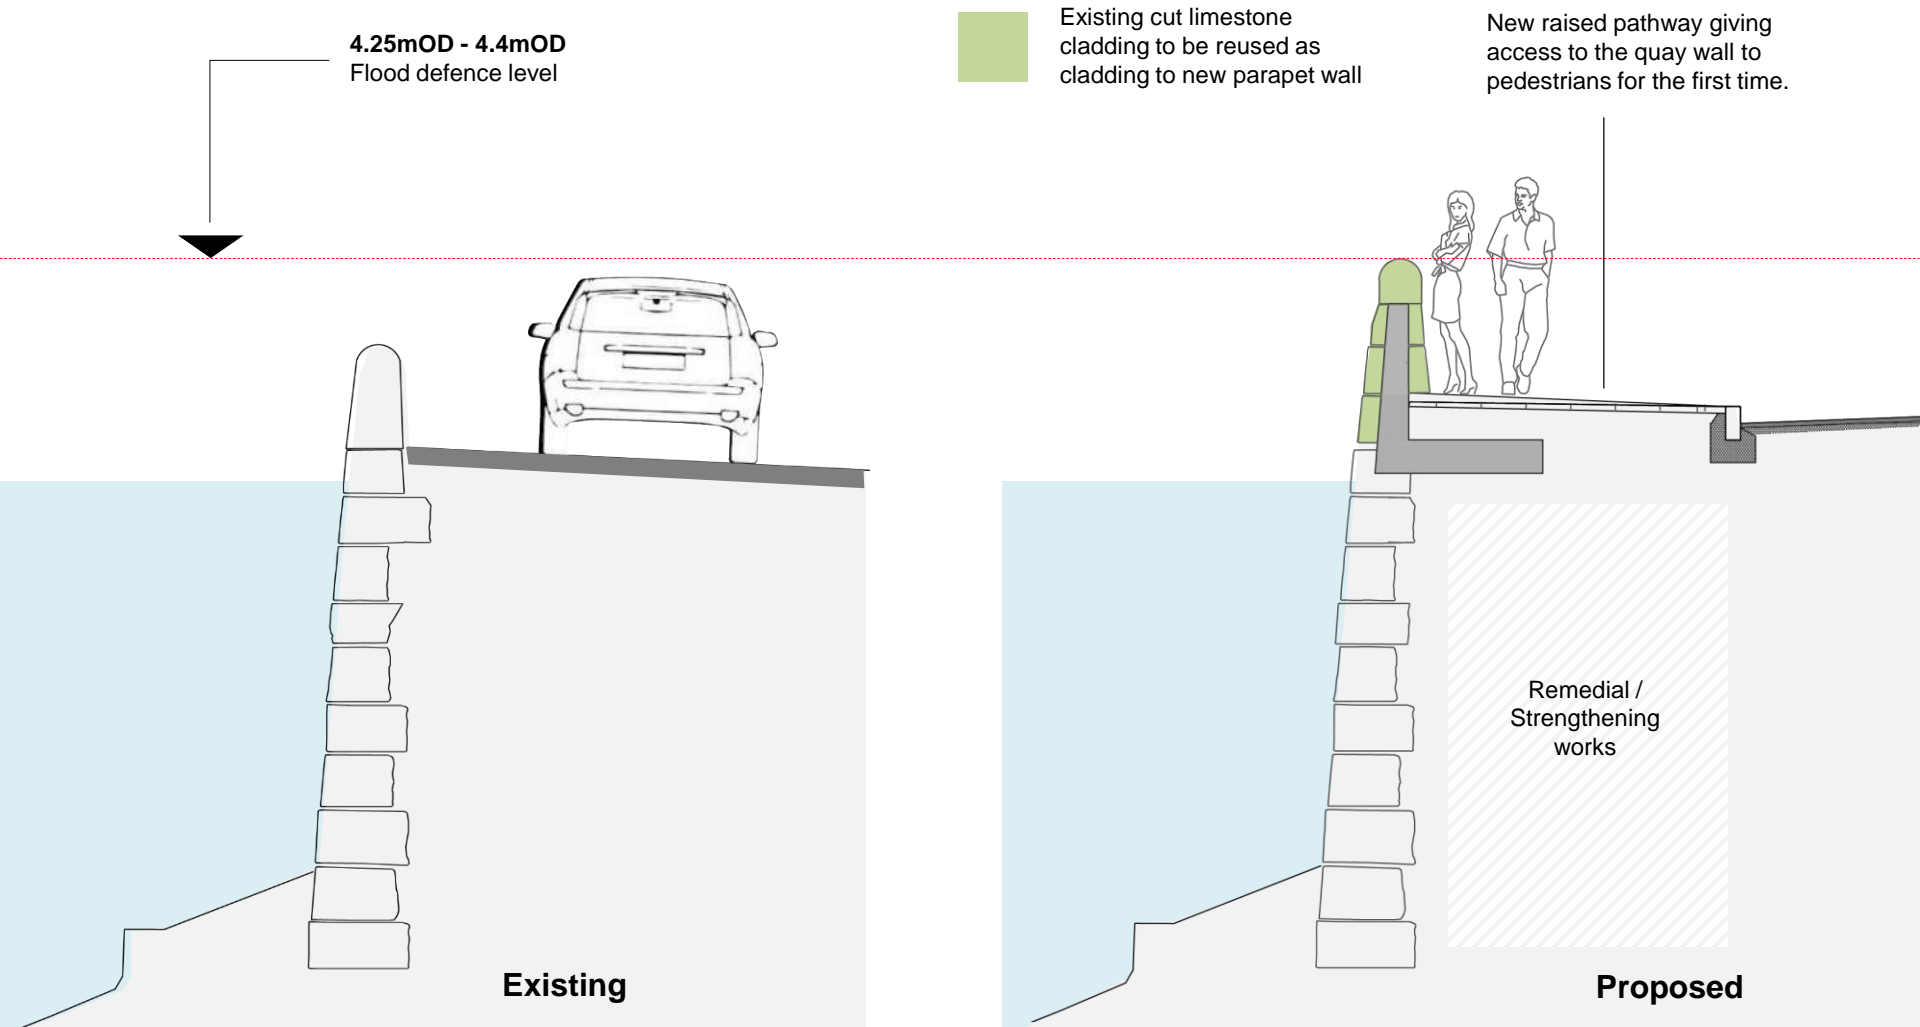 4.25mOD - 4.4mOD
Flood defence level
Existing cut limestone
cladding to be reused as
cladding to new parapet wall
New raised pathway giving
access to the quay wall to
pedestrians for the first time.
Remedial /
Strengthening
works
Existing
Proposed